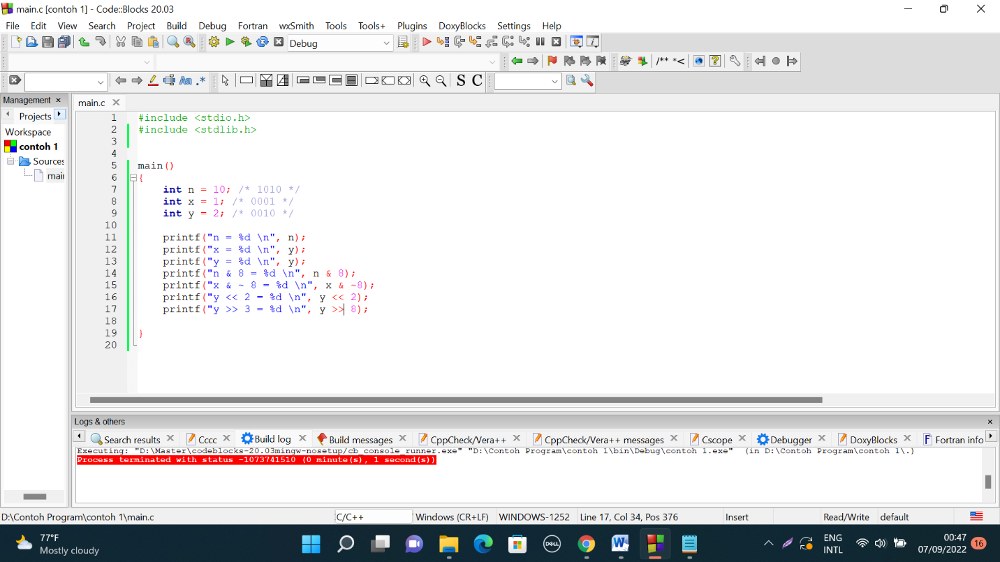 main.c [contoh 1] - Code::Blocks 20.03
File Edit View Search Project Build Debug Fortran wxSmith Tools Tools+ Plugins DoxyBlocks Settings Help
Debug
/** *<
Aa .* S C
Management ×
main.c
Projects
Workspace
contoh 1
Sources
mai
1 #include <stdio.h>
2 #include <stdlib.h>
3
4
5 main()
6 {
7 int n = 10; /* 1010 */
8 int x = 1; /* 0001 */
9 int y = 2; /* 0010 */
10
11 printf("n = %d \n", n);
12 printf("x = %d \n", y);
13 printf("y = %d \n", y);
14 printf("n & 8 = %d \n", n & 8);
15 printf("x & ~ 8 = %d \n", x & ~8);
16 printf("y << 2 = %d \n", y << 2);
17 printf("y >> 3 = %d \n", y >> 8);
18
19 }
20
Logs & others
Search results Cccc Build log Build messages CppCheck/Vera++ CppCheck/Vera++ messages Cscope Debugger DoxyBlocks Fortran info
Executing: "D:\Master\codeblocks-20.03mingw-nosetup/cb_console_runner.exe" "D:\Contoh Program\contoh 1\bin\Debug\contoh 1.exe" (in D:\Contoh Program\contoh 1\.)
Process terminated with status -1073741510 (0 minute(s), 1 second(s))
D:\Contoh Program\contoh 1\main.c C/C++ Windows (CR+LF) WINDOWS-1252 Line 17, Col 34, Pos 376 Insert Read/Write default
77°F
Mostly cloudy
DELL
ENG
INTL
00:47
07/09/2022
16